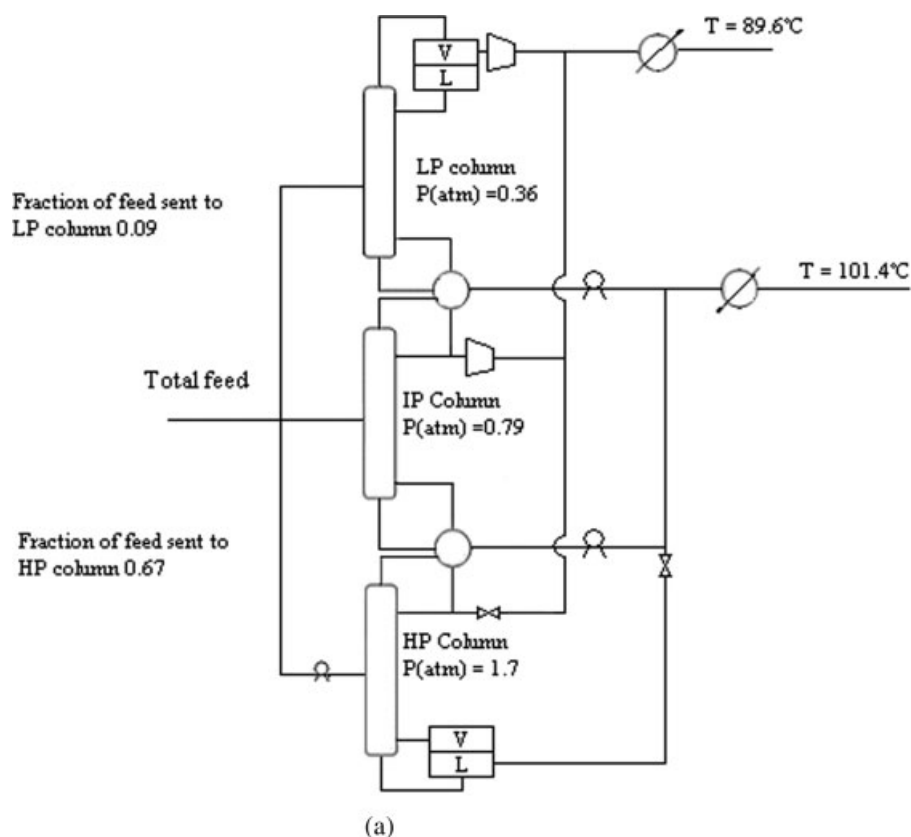 T = 89.6℃
V
L
LP column
P(atm) =0.36
Fraction of feed sent to
LP column 0.09
T = 101.4℃
Total feed
IP Column
P(atm) =0.79
Fraction of feed sent to
HP column 0.67
HP Column
P(atm) = 1.7
V
L
(a)